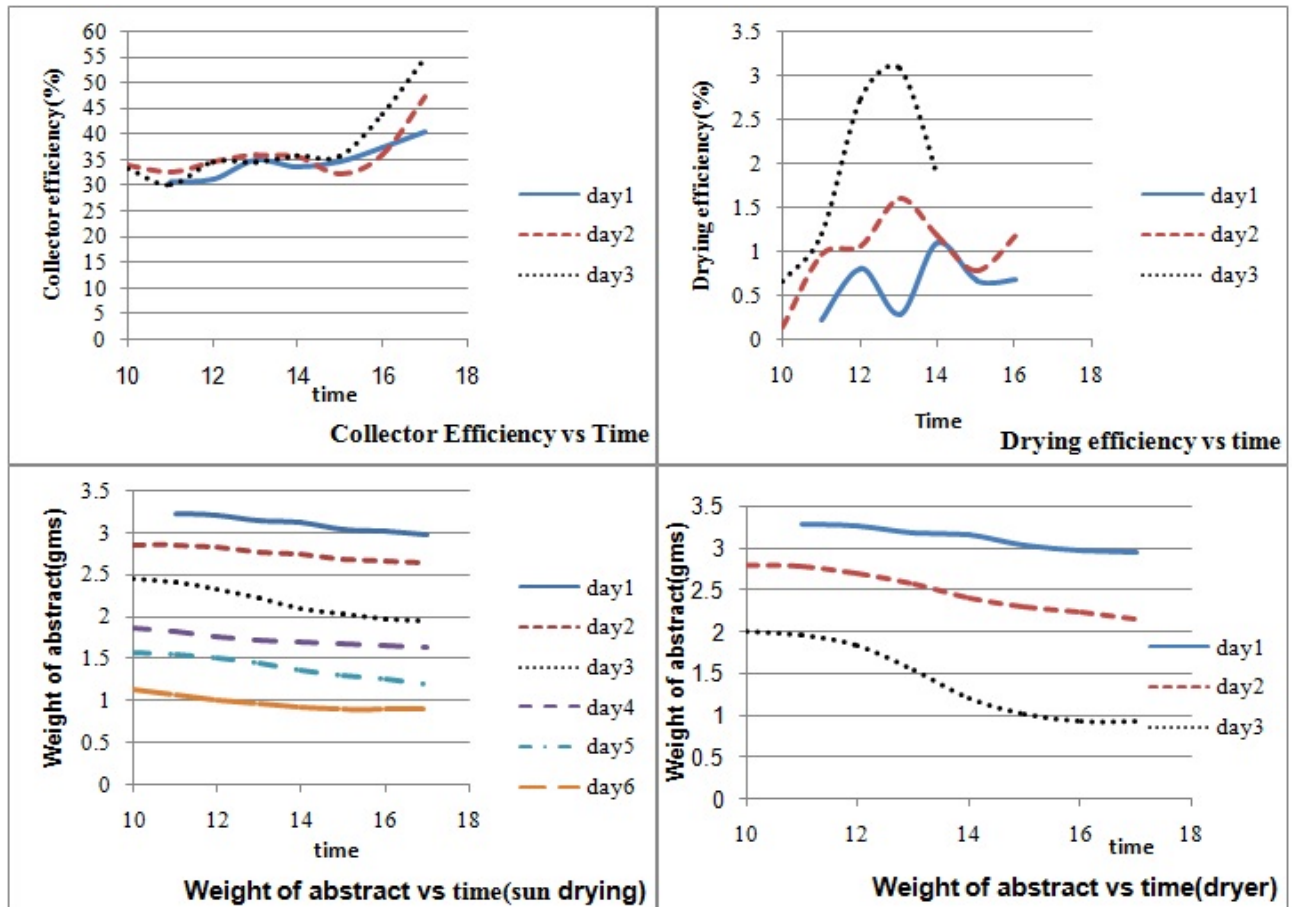 Collector efficiency(%)
60
55
50
45
40
35
30
25
20
15
10
5
0
10 12 14 16 18
time
day1
day2
day3
Collector Efficiency vs Time
Drying efficiency(%)
3.5
3
2.5
2
1.5
1
0.5
0
10 12 14 16 18
Time
day1
day2
day3
Drying efficiency vs time
Weight of abstract(gms)
3.5
3
2.5
2
1.5
1
0.5
0
10 12 14 16 18
time
day1
day2
day3
day4
day5
day6
Weight of abstract vs time(sun drying)
Weight of abstract(gms)
3.5
3
2.5
2
1.5
1
0.5
0
10 12 14 16 18
time
day1
day2
day3
Weight of abstract vs time(dryer)